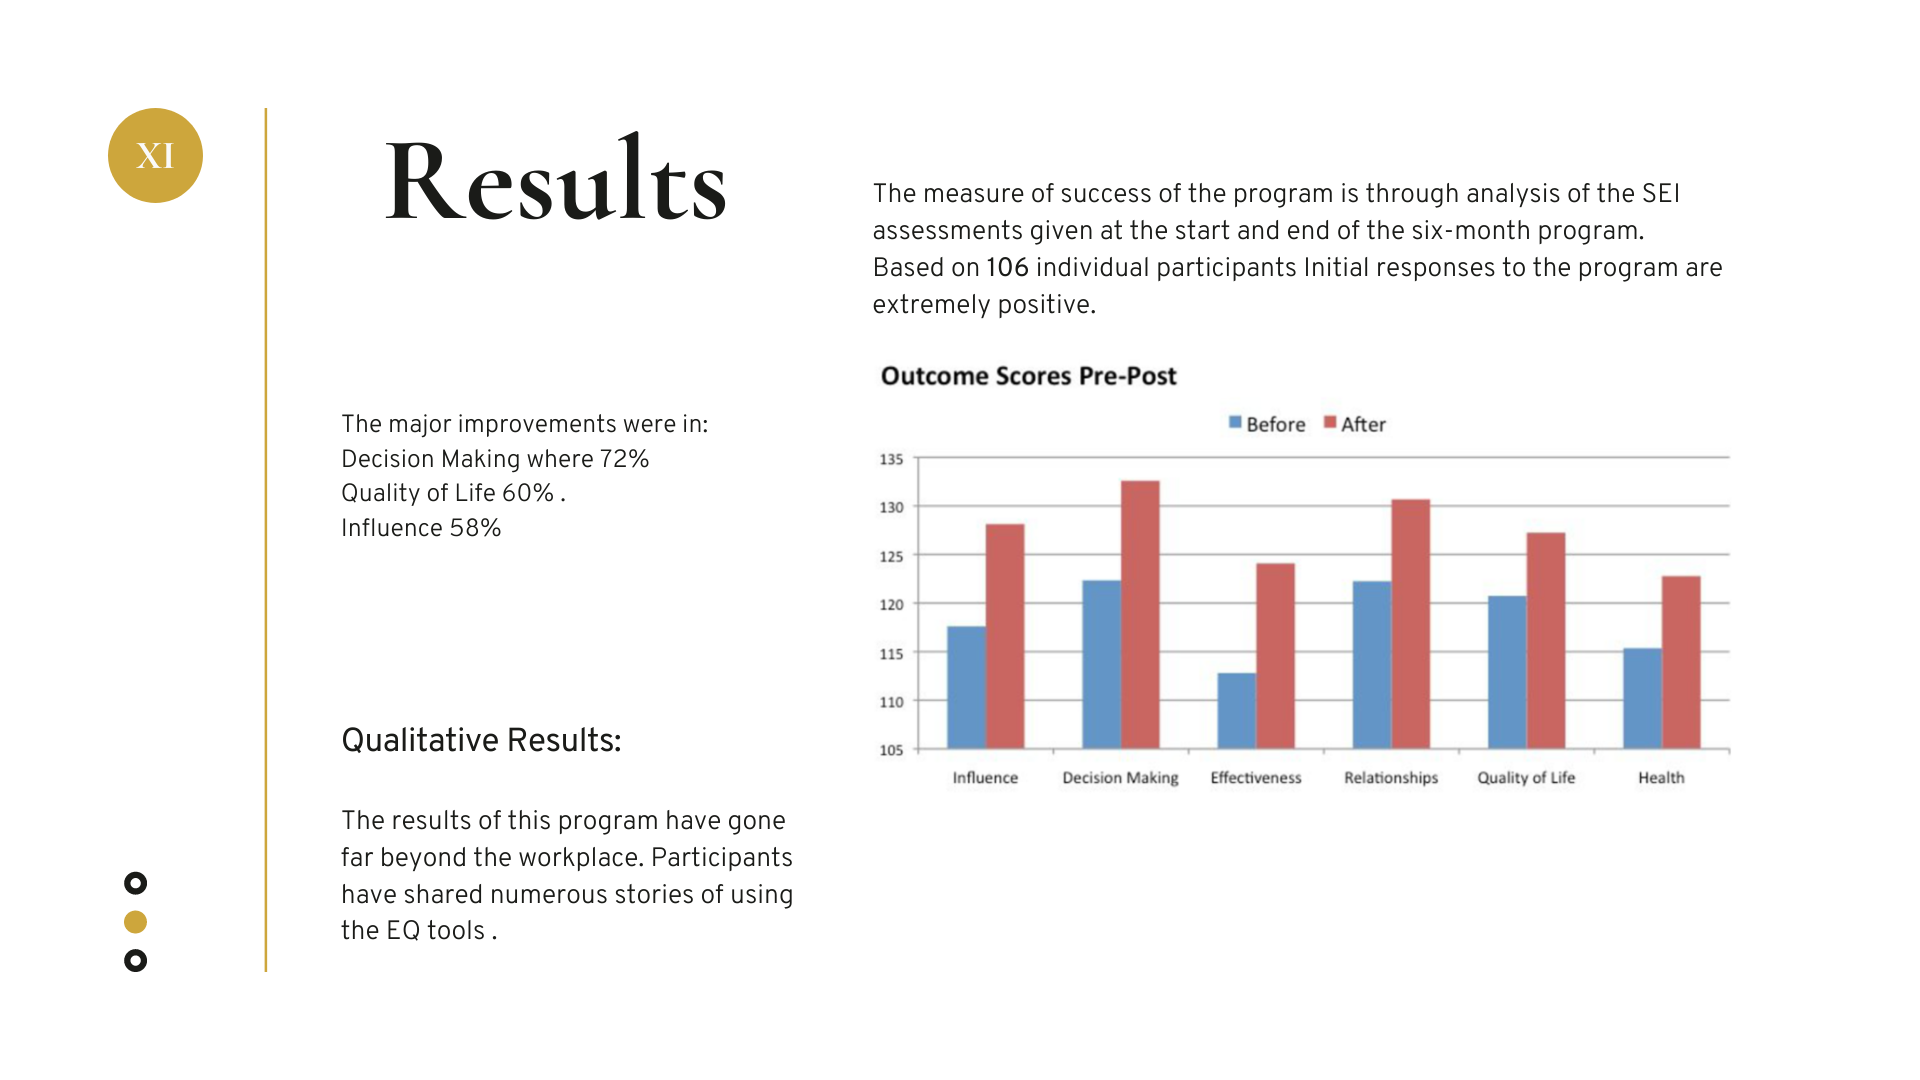 XI
Results
The major improvements were in:
Decision Making where 72%
Quality of Life 60% .
Influence 58%
Qualitative Results:
The results of this program have gone
far beyond the workplace. Participants
have shared numerous stories of using
the EQ tools .
The measure of success of the program is through analysis of the SEI
assessments given at the start and end of the six-month program.
Based on 106 individual participants Initial responses to the program are
extremely positive.
Outcome Scores Pre-Post
Before After
135
130
125
120
115
110
105
Influence Decision Making Effectiveness Relationships Quality of Life Health